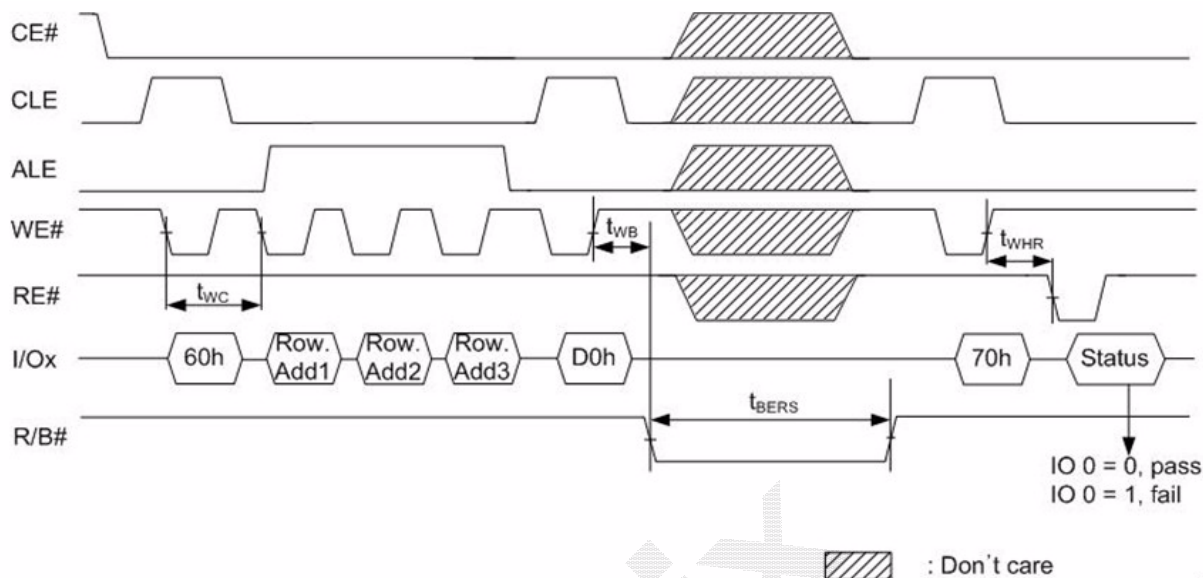 CE#
CLE
ALE
WE#
tWB
tWHR
RE#
tWC
I/Ox
60h
Row. Add1
Row. Add2
Row. Add3
D0h
70h
Status
tBERS
R/B#
IO 0 = 0, pass
IO 0 = 1, fail
: Don`t care